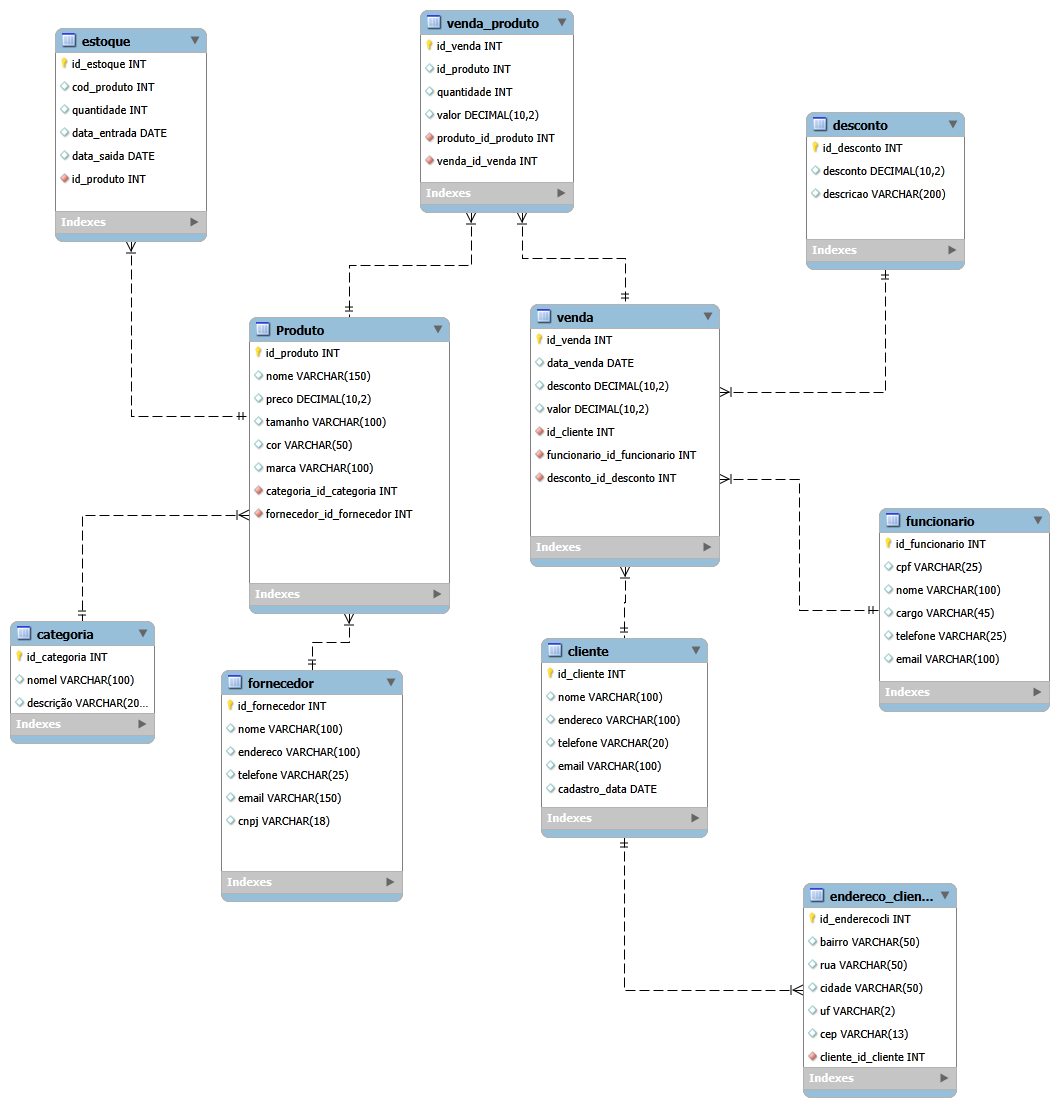 estoque
id_estoque INT
cod_produto INT
quantidade INT
data_entrada DATE
data_saida DATE
id_produto INT
Indexes
venda_produto
id_venda INT
id_produto INT
quantidade INT
valor DECIMAL(10,2)
produto_id_produto INT
venda_id_venda INT
Indexes
desconto
id_desconto INT
desconto DECIMAL(10,2)
descricao VARCHAR(200)
Indexes
Produto
id_produto INT
nome VARCHAR(150)
preco DECIMAL(10,2)
tamanho VARCHAR(100)
cor VARCHAR(50)
marca VARCHAR(100)
categoria_id_categoria INT
fornecedor_id_fornecedor INT
Indexes
venda
id_venda INT
data_venda DATE
desconto DECIMAL(10,2)
valor DECIMAL(10,2)
id_cliente INT
funcionario_id_funcionario INT
desconto_id_desconto INT
Indexes
funcionario
id_funcionario INT
cpf VARCHAR(25)
nome VARCHAR(100)
cargo VARCHAR(45)
telefone VARCHAR(25)
email VARCHAR(100)
Indexes
categoria
id_categoria INT
nomel VARCHAR(100)
descrição VARCHAR(20...
Indexes
fornecedor
id_fornecedor INT
nome VARCHAR(100)
endereco VARCHAR(100)
telefone VARCHAR(25)
email VARCHAR(150)
cnpj VARCHAR(18)
Indexes
cliente
id_cliente INT
nome VARCHAR(100)
endereco VARCHAR(100)
telefone VARCHAR(20)
email VARCHAR(100)
cadastro_data DATE
Indexes
endereco_clien...
id_enderecocli INT
bairro VARCHAR(50)
rua VARCHAR(50)
cidade VARCHAR(50)
uf VARCHAR(2)
cep VARCHAR(13)
cliente_id_cliente INT
Indexes